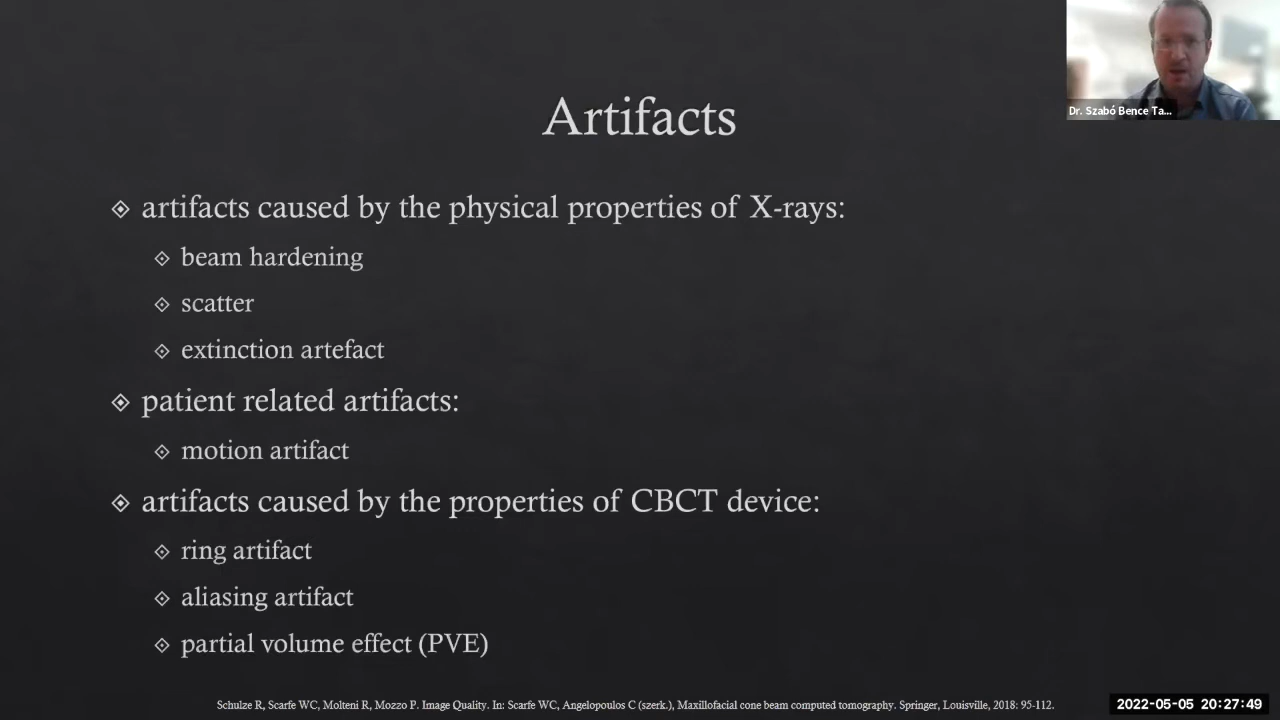 Dr. Szabó Bence Ta...
Artifacts
artifacts caused by the physical properties of X-rays:
beam hardening
scatter
extinction artefact
patient related artifacts:
motion artifact
artifacts caused by the properties of CBCT device:
ring artifact
aliasing artifact
partial volume effect (PVE)
Schulze R, Scarfe WC, Molteni R, Mozzo P. Image Quality. In: Scarfe WC, Angelopoulos C (szerk.), Maxillofacial cone beam computed tomography. Springer, Louisville, 2018: 95-112.
2022-05-05 20:27:49